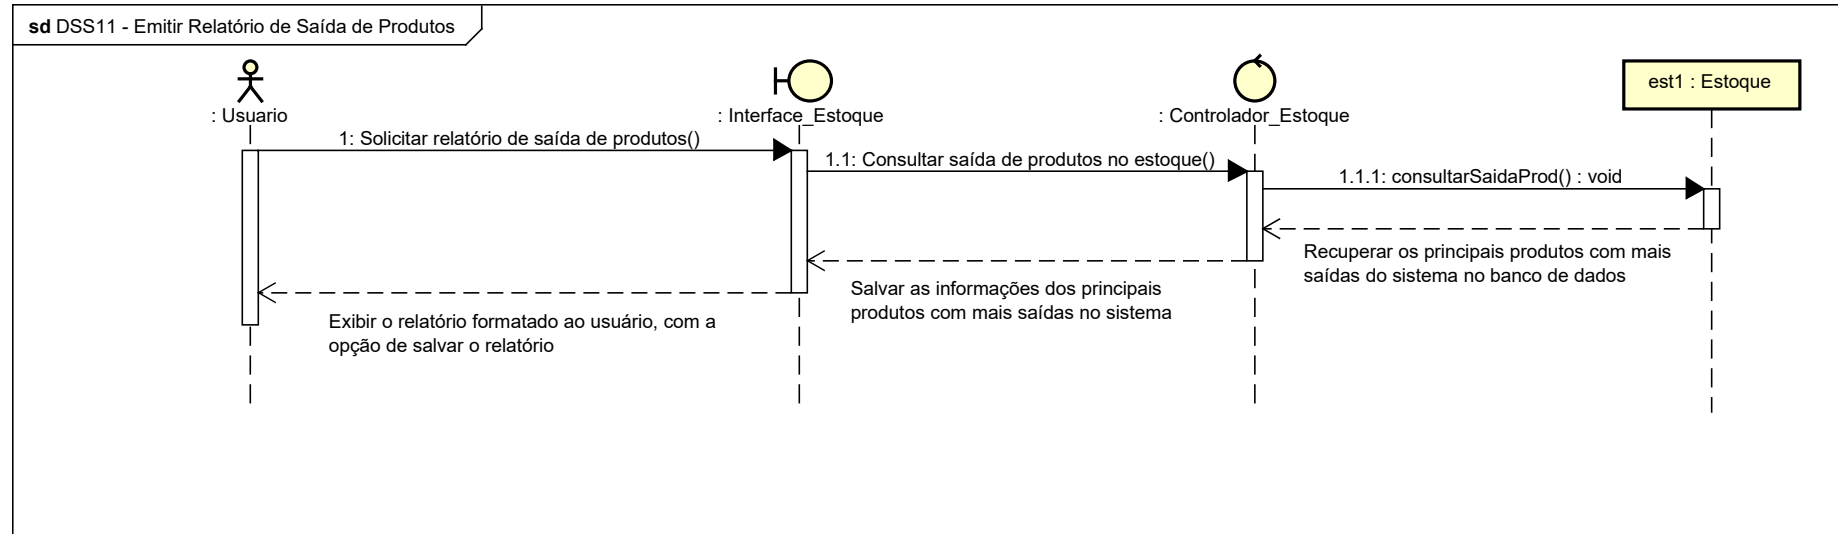 sd DSS11 - Emitir Relatório de Saída de Produtos
: Usuario
: Interface_Estoque
: Controlador_Estoque
est1 : Estoque
1: Solicitar relatório de saída de produtos()
1.1: Consultar saída de produtos no estoque()
1.1.1: consultarSaidaProd() : void
Recuperar os principais produtos com mais
saídas do sistema no banco de dados
Salvar as informações dos principais
produtos com mais saídas no sistema
Exibir o relatório formatado ao usuário, com a
opção de salvar o relatório